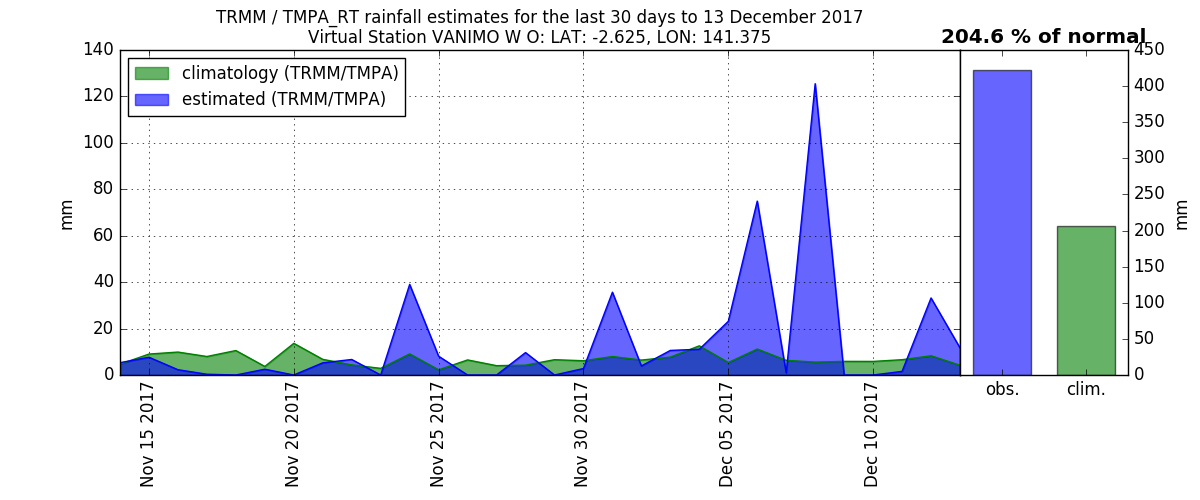 TRMM / TMPA_RT rainfall estimates for the last 30 days to 13 December 2017
Virtual Station VANIMO W O: LAT: -2.625, LON: 141.375
204.6 % of normal
climatology (TRMM/TMPA)
estimated (TRMM/TMPA)
140
120
100
80
60
40
20
0
mm
Nov 15 2017
Nov 20 2017
Nov 25 2017
Nov 30 2017
Dec 05 2017
Dec 10 2017
450
400
350
300
250
200
150
100
50
0
mm
obs.
clim.